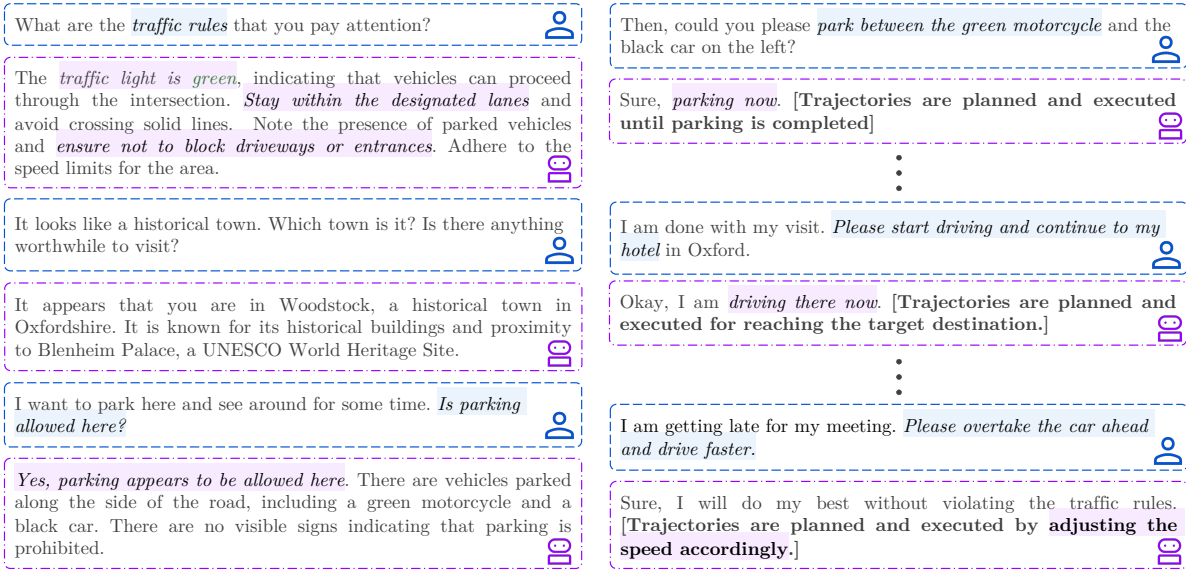 What are the traffic rules that you pay attention?
The traffic light is green, indicating that vehicles can proceed
through the intersection. Stay within the designated lanes and
avoid crossing solid lines. Note the presence of parked vehicles
and ensure not to block driveways or entrances. Adhere to the
speed limits for the area.
It looks like a historical town. Which town is it? Is there anything
worthwhile to visit?
It appears that you are in Woodstock, a historical town in
Oxfordshire. It is known for its historical buildings and proximity
to Blenheim Palace, a UNESCO World Heritage Site.
I want to park here and see around for some time. Is parking
allowed here?
Yes, parking appears to be allowed here. There are vehicles parked
along the side of the road, including a green motorcycle and a
black car. There are no visible signs indicating that parking is
prohibited.
Then, could you please park between the green motorcycle and the
black car on the left?
Sure, parking now. [Trajectories are planned and executed
until parking is completed]
I am done with my visit. Please start driving and continue to my
hotel in Oxford.
Okay, I am driving there now. [Trajectories are planned and
executed for reaching the target destination.]
I am getting late for my meeting. Please overtake the car ahead
and drive faster.
Sure, I will do my best without violating the traffic rules.
[Trajectories are planned and executed by adjusting the
speed accordingly.]